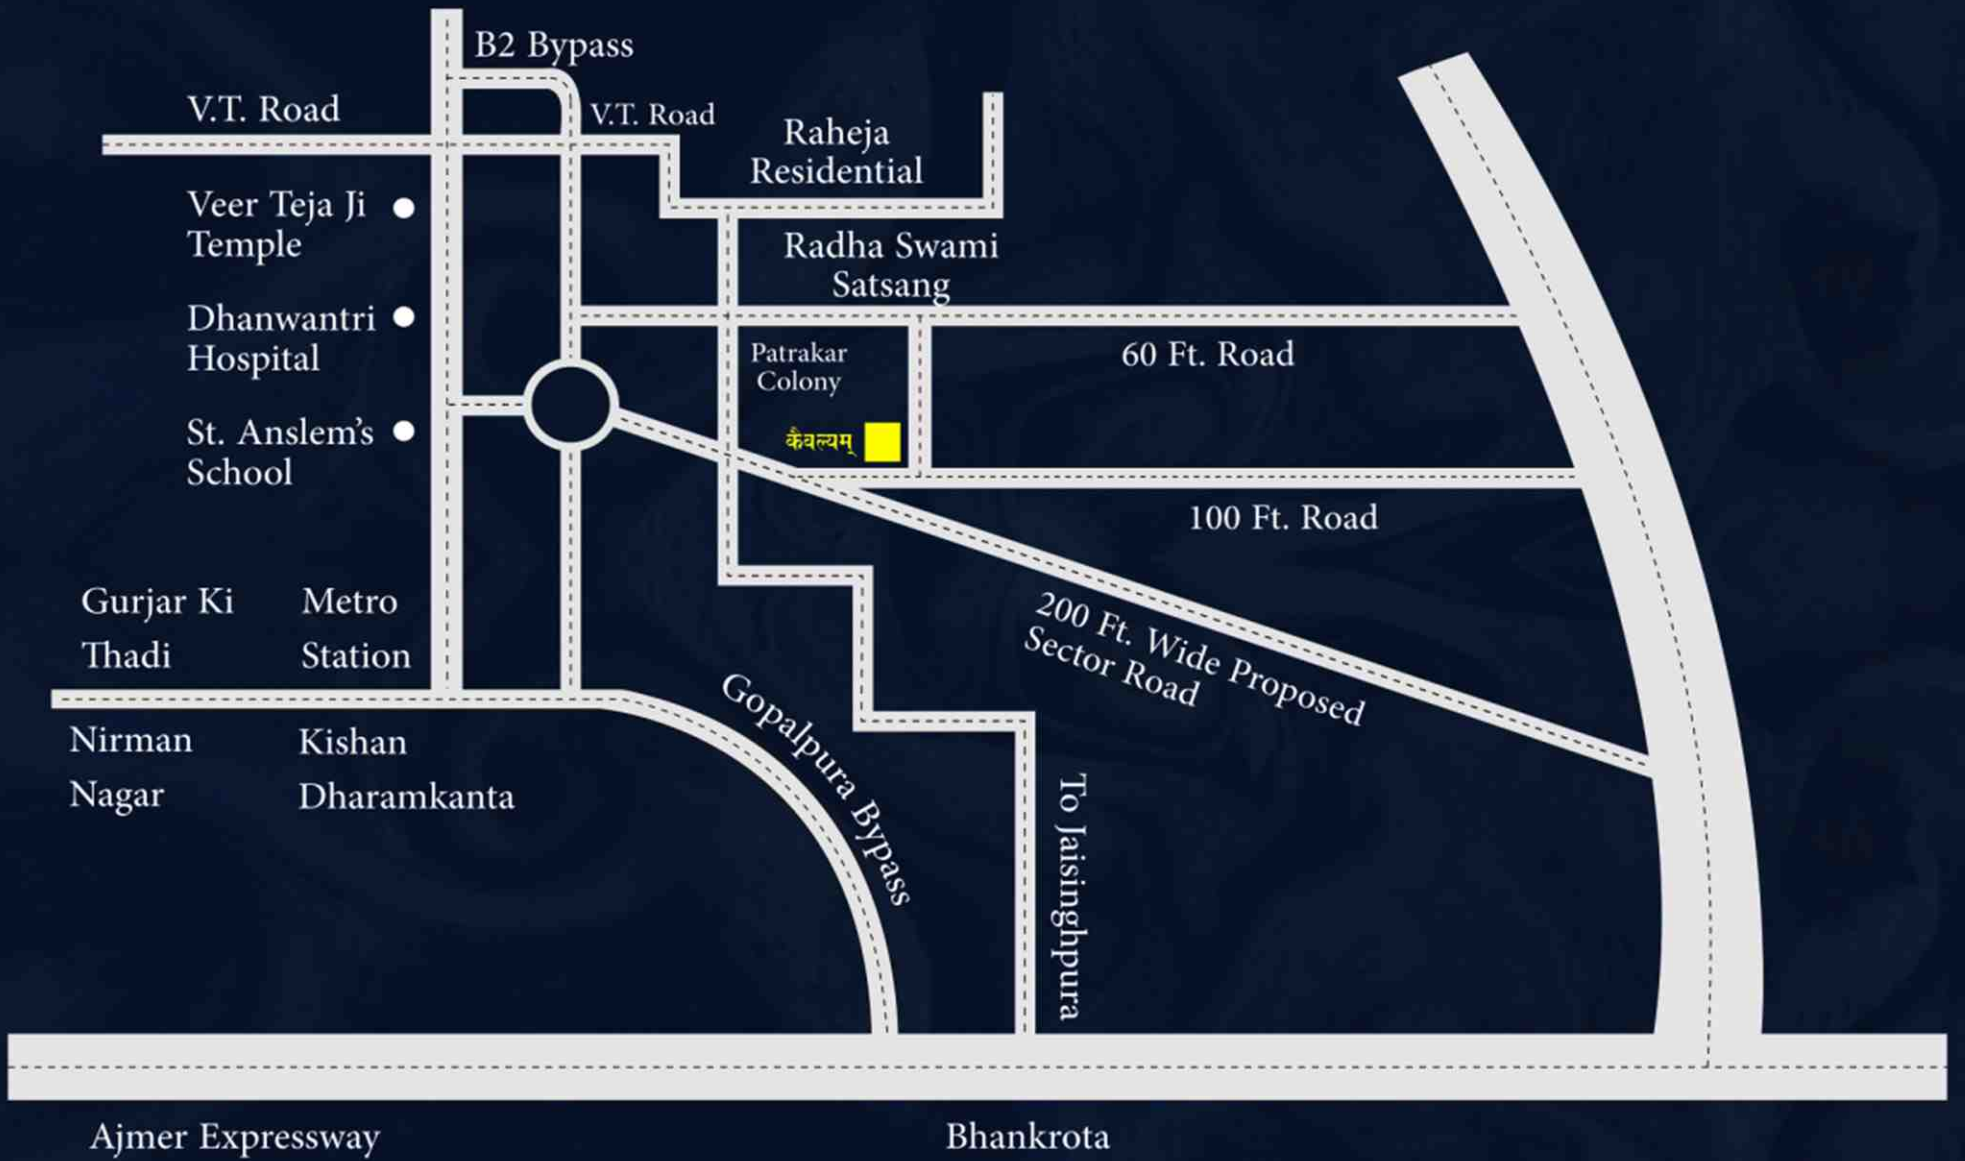 B2 Bypass
V.T. Road
V.T. Road
Raheja
Residential
Veer Teja Ji
Temple
Radha Swami
Satsang
Dhanwantri
Hospital
Patrakar
Colony
60 Ft. Road
St. Anslem's
School
कैवल्यम्
100 Ft. Road
Gurjar Ki
Thadi
Metro
Station
200 Ft. Wide Proposed
Sector Road
Nirman
Nagar
Kishan
Dharamkanta
Gopalpura Bypass
To Jaisinghpura
Ajmer Expressway
Bhankrota